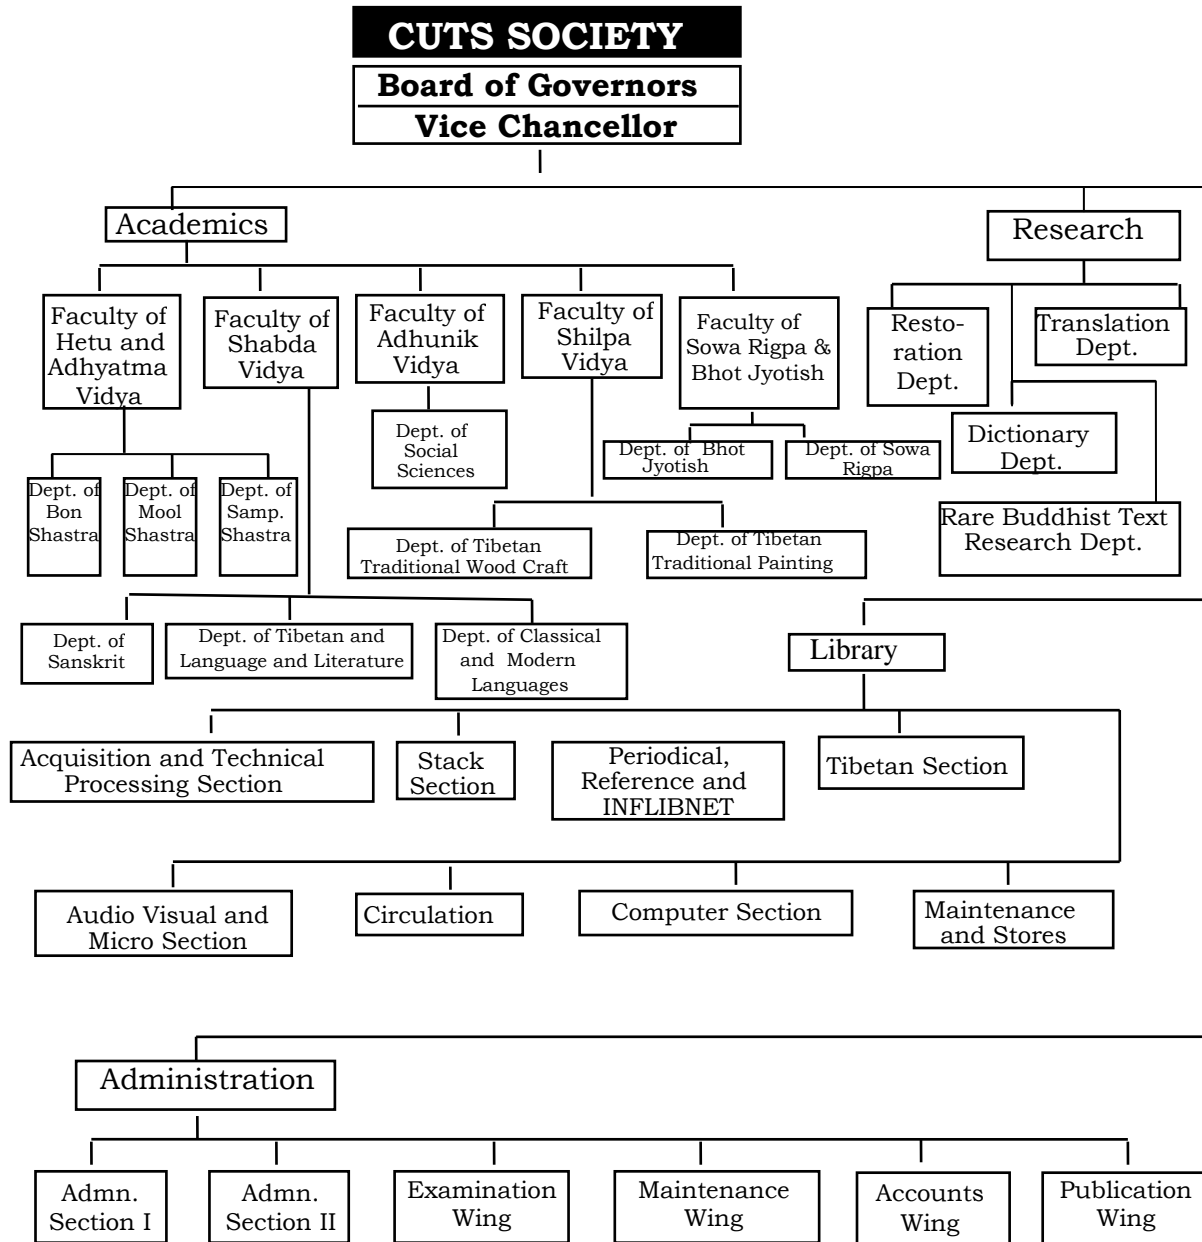 CUTS SOCIETY
Board of Governors
Vice Chancellor
Academics
Research
Faculty of
Hetu and
Adhyatma
Vidya
Faculty of
Shabda
Vidya
Faculty of
Adhunik
Vidya
Faculty of
Shilpa
Vidya
Faculty of
Sowa Rigpa &
Bhot Jyotish
Resto-
ration
Dept.
Translation
Dept.
Dictionary
Dept.
Rare Buddhist Text
Research Dept.
Dept. of
Social
Sciences
Dept. of Bhot
Jyotish
Dept. of Sowa
Rigpa
Dept. of
Bon
Shastra
Dept. of
Mool
Shastra
Dept. of
Samp.
Shastra
Dept. of Tibetan
Traditional Wood Craft
Dept. of Tibetan
Traditional Painting
Dept. of
Sanskrit
Dept. of Tibetan and
Language and Literature
Dept. of Classical
and Modern
Languages
Library
Acquisition and Technical
Processing Section
Stack
Section
Periodical,
Reference and
INFLIBNET
Tibetan Section
Audio Visual and
Micro Section
Circulation
Computer Section
Maintenance
and Stores
Administration
Admn.
Section I
Admn.
Section II
Examination
Wing
Maintenance
Wing
Accounts
Wing
Publication
Wing